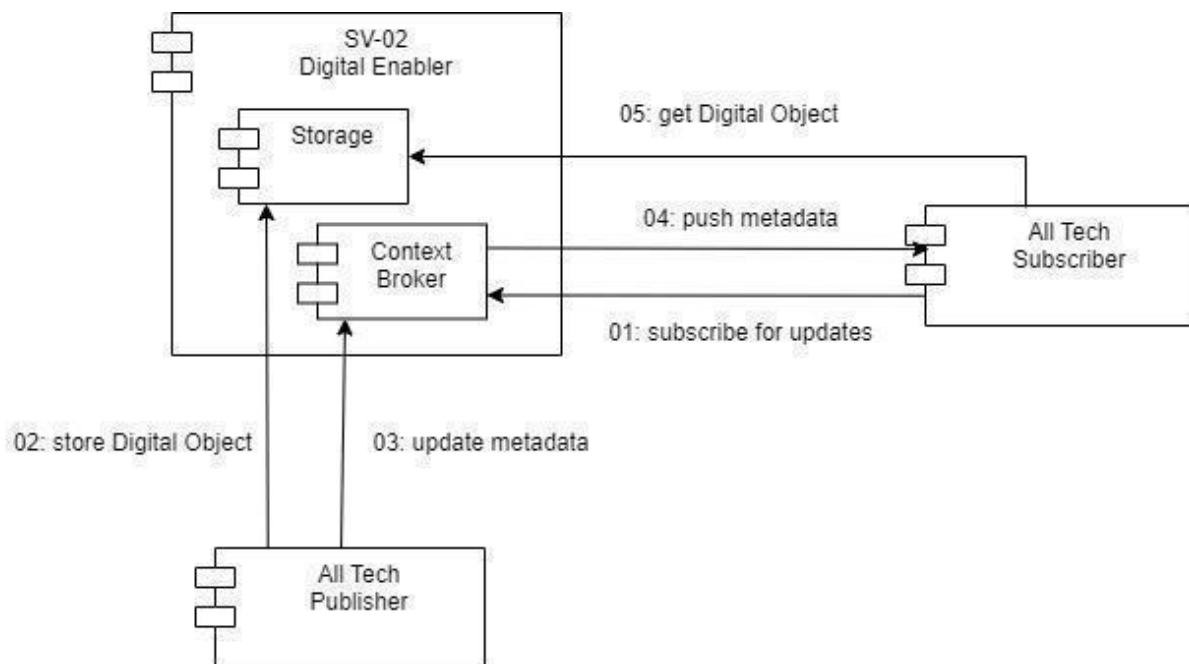 SV-02
Digital Enabler
Storage
05: get Digital Object
04: push metadata
Context
Broker
All Tech
Subscriber
01: subscribe for updates
02: store Digital Object
03: update metadata
All Tech
Publisher